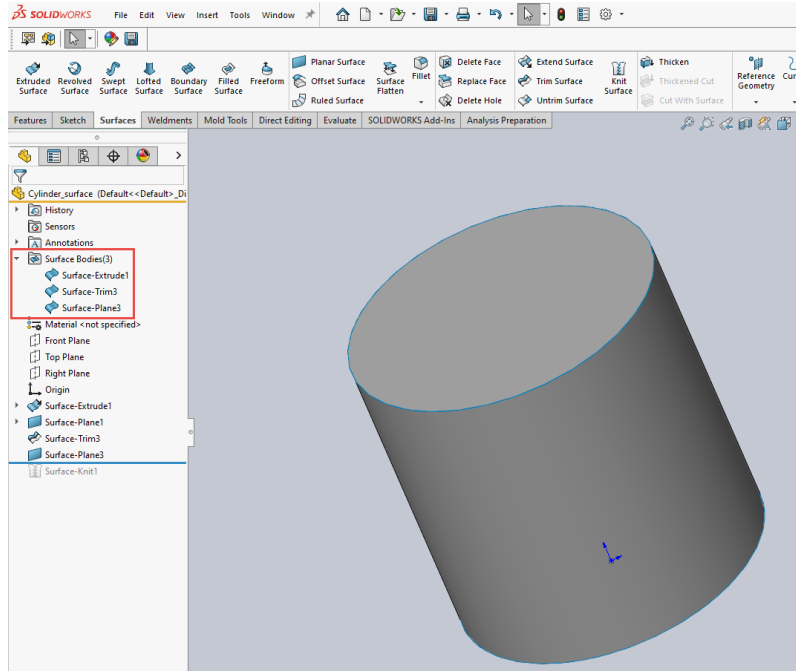 SOLIDWORKS File Edit View Insert Tools Window
Extruded Surface
Revolved Surface
Swept Surface
Lofted Surface
Boundary Surface
Filled Surface
Freeform
Planar Surface
Offset Surface
Ruled Surface
Surface Flatten
Fillet
Delete Face
Replace Face
Delete Hole
Extend Surface
Trim Surface
Untrim Surface
Knit Surface
Thicken
Thickened Cut
Cut With Surface
Reference Geometry
Cur
Features Sketch Surfaces Weldments Mold Tools Direct Editing Evaluate SOLIDWORKS Add-Ins Analysis Preparation
Cylinder_surface (Default<<Default>_Di
History
Sensors
Annotations
Surface Bodies(3)
Surface-Extrude1
Surface-Trim3
Surface-Plane3
Material <not specified>
Front Plane
Top Plane
Right Plane
Origin
Surface-Extrude1
Surface-Plane1
Surface-Trim3
Surface-Plane3
Surface-Knit1